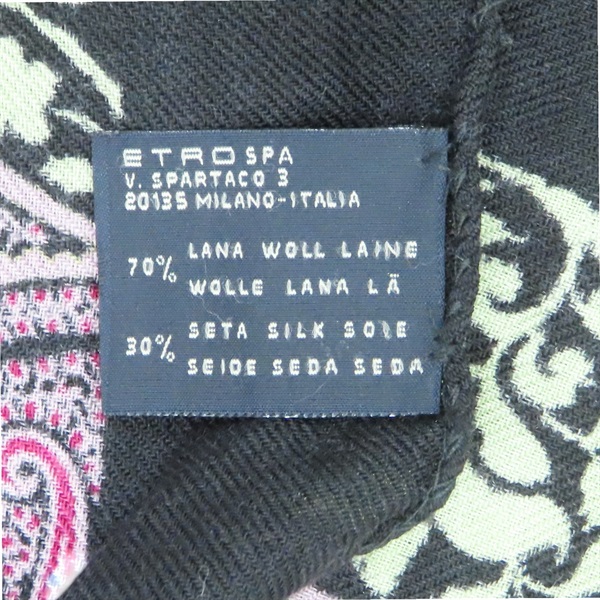 ETRO SPA
V. SPARTACO 3
20135 MILANO-ITALIA
70% LANA WOLL LAINE
WOLLE LANA LÄ
30% SETA SILK SOIE
SEIDE SEDA SEDA